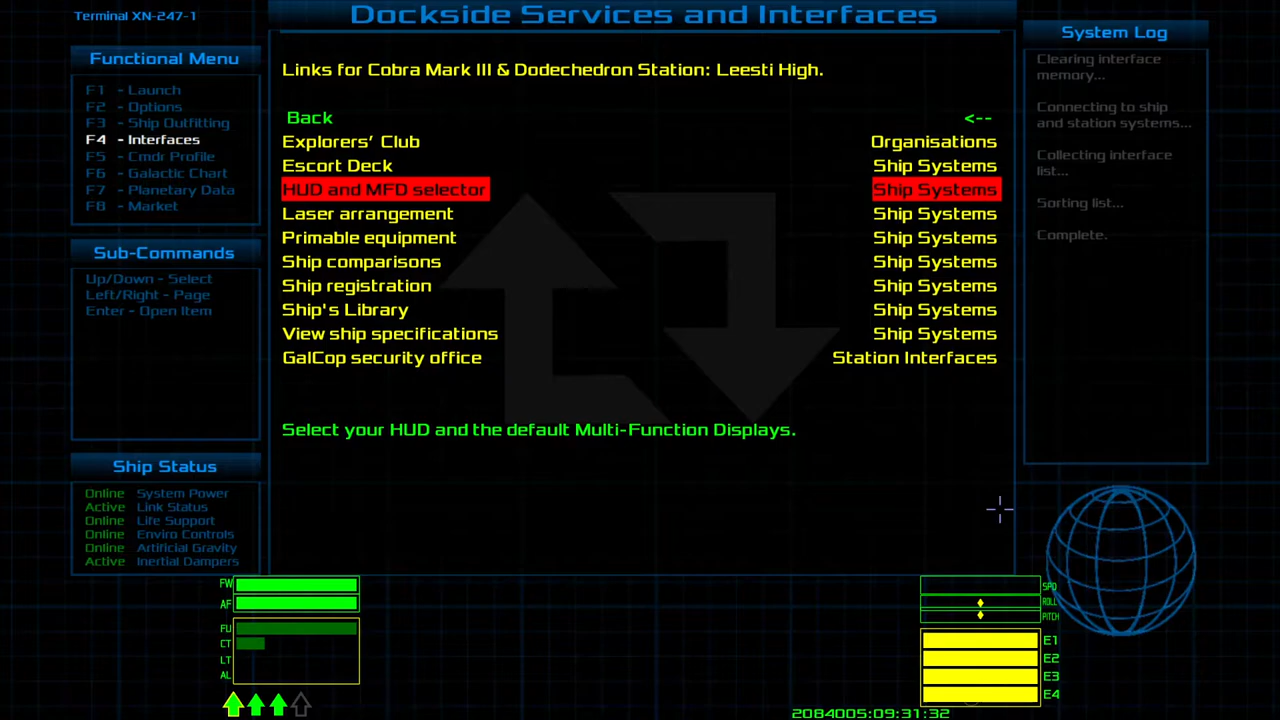 Terminal XN-247-1
Dockside Services and Interfaces
Functional Menu
F1 - Launch
F2 - Options
F3 - Ship Outfitting
F4 - Interfaces
F5 - Cmdr Profile
F6 - Galactic Chart
F7 - Planetary Data
F8 - Market
Sub-Commands
Up/Down - Select
Left/Right - Page
Enter - Open Item
Ship Status
Online System Power
Active Link Status
Online Life Support
Online Enviro Controls
Online Artificial Gravity
Active Inertial Dampers
Links for Cobra Mark III & Dodechedron Station: Leesti High.
Back <--
Explorers’ Club Organisations
Escort Deck Ship Systems
HUD and MFD selector Ship Systems
Laser arrangement Ship Systems
Primable equipment Ship Systems
Ship comparisons Ship Systems
Ship registration Ship Systems
Ship's Library Ship Systems
View ship specifications Ship Systems
GalCop security office Station Interfaces
Select your HUD and the default Multi-Function Displays.
System Log
Clearing interface
memory...
Connecting to ship
and station systems...
Collecting interface
list...
Sorting list...
Complete.
FW
AF
FU
CT
LT
AL
SPD
ROLL
PITCH
E1
E2
E3
E4
2084005:09:31:32